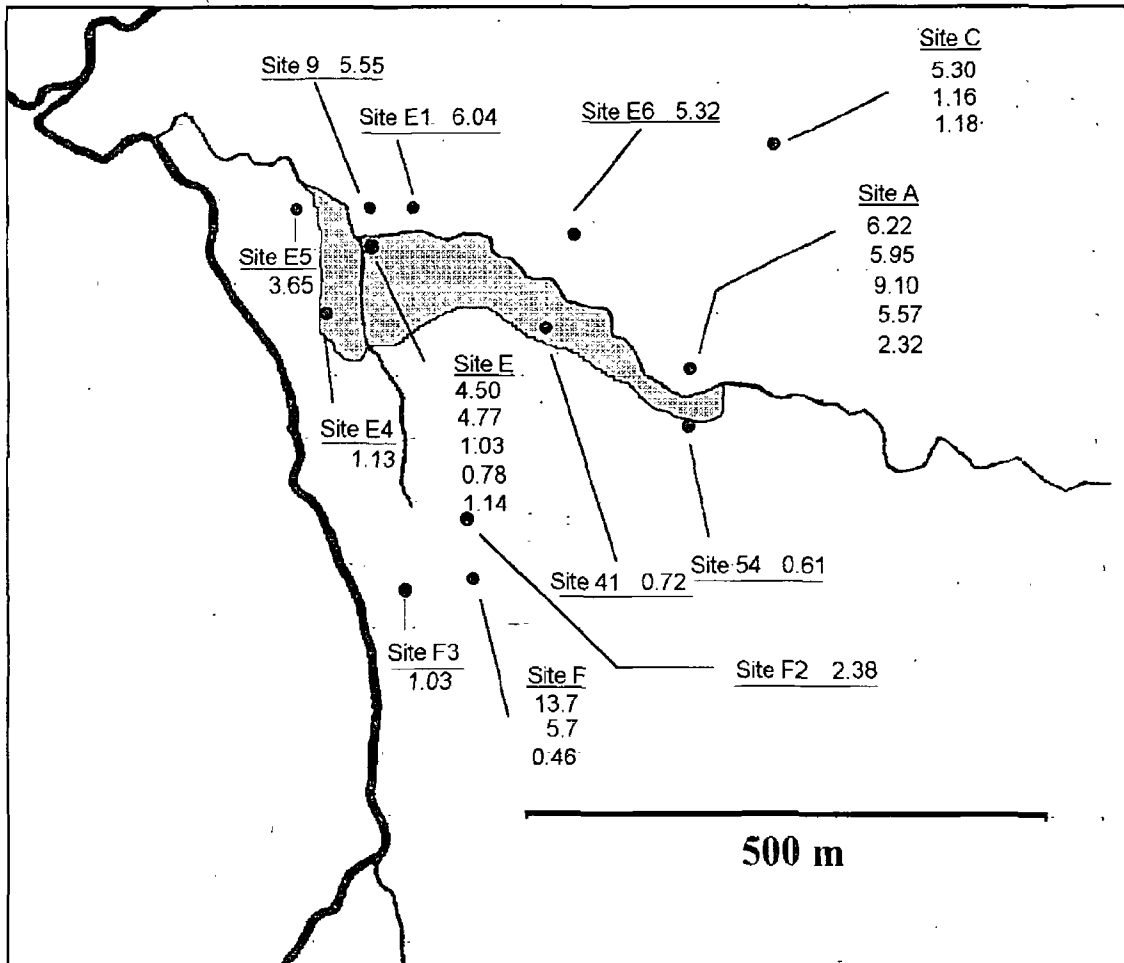 Site C
5.30
1.16
1.18
Site 9 5.55
Site E1 6.04
Site E6 5.32
Site A
6.22
5.95
9.10
5.57
2.32
Site E5
3.65
Site E
4.50
4.77
1.03
0.78
1.14
Site E4
1.13
Site 41 0.72
Site 54 0.61
Site F3
1.03
Site F
13.7
5.7
0.46
Site F2 2.38
500 m